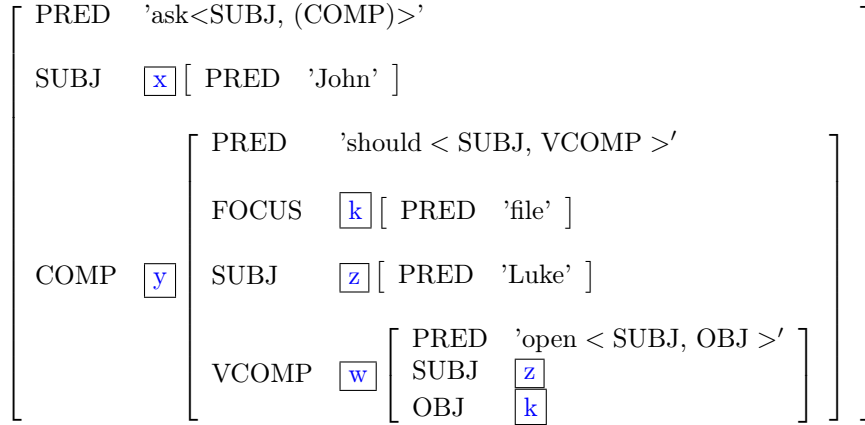 PRED ’ask<SUBJ, (COMP)>’
SUBJ x [ PRED ’John’ ]
PRED ’should < SUBJ, VCOMP >′
FOCUS k [ PRED ’file’ ]
COMP y SUBJ z [ PRED ’Luke’ ]
PRED ’open < SUBJ, OBJ >′
VCOMP w SUBJ z
OBJ k